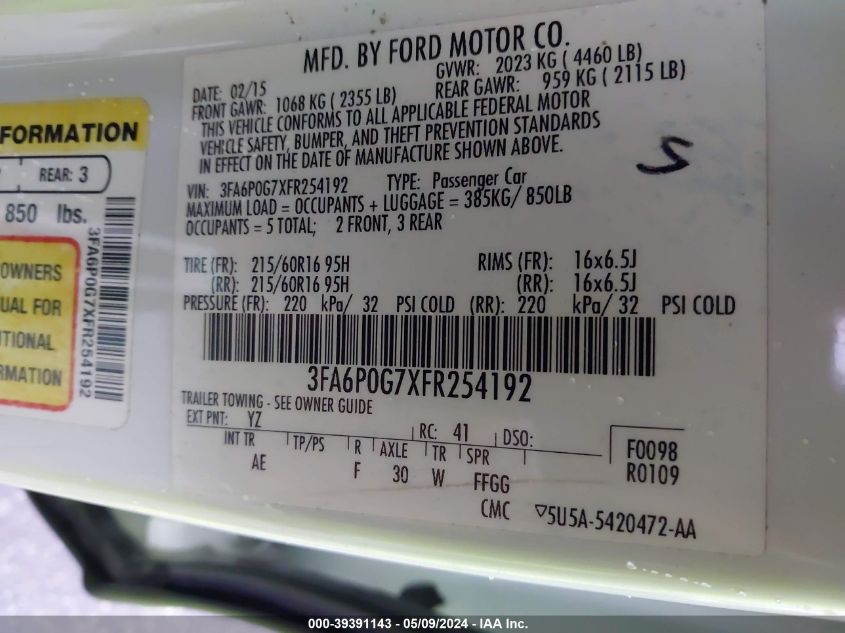 MFD. BY FORD MOTOR CO.
DATE: 02/15 GVWR: 2023 KG ( 4460 LB)
FRONT GAWR: 1068 KG ( 2355 LB) REAR GAWR: 959 KG ( 2115 LB)
THIS VEHICLE CONFORMS TO ALL APPLICABLE FEDERAL MOTOR
VEHICLE SAFETY, BUMPER, AND THEFT PREVENTION STANDARDS
IN EFFECT ON THE DATE OF MANUFACTURE SHOWN ABOVE.
VIN: 3FA6P0G7XFR254192 TYPE: Passenger Car
MAXIMUM LOAD = OCCUPANTS + LUGGAGE = 385KG/ 850LB
OCCUPANTS = 5 TOTAL; 2 FRONT, 3 REAR
TIRE (FR): 215/60R16 95H RIMS (FR): 16x6.5J
(RR): 215/60R16 95H (RR): 16x6.5J
PRESSURE (FR): 220 kPa/ 32 PSI COLD (RR): 220 kPa/ 32 PSI COLD
3FA6P0G7XFR254192
TRAILER TOWING - SEE OWNER GUIDE
EXT PNT: YZ RC: 41 DSO:
INT TR TP/PS R AXLE TR SPR
AE F 30 W FFGG
F0098
R0109
CMC ▽5U5A-5420472-AA
FORMATION
REAR: 3
850 lbs.
OWNERS
UAL FOR
TIONAL
RMATION
3FA6P0G7XFR254192
000-39391143 - 05/09/2024 - IAA Inc.